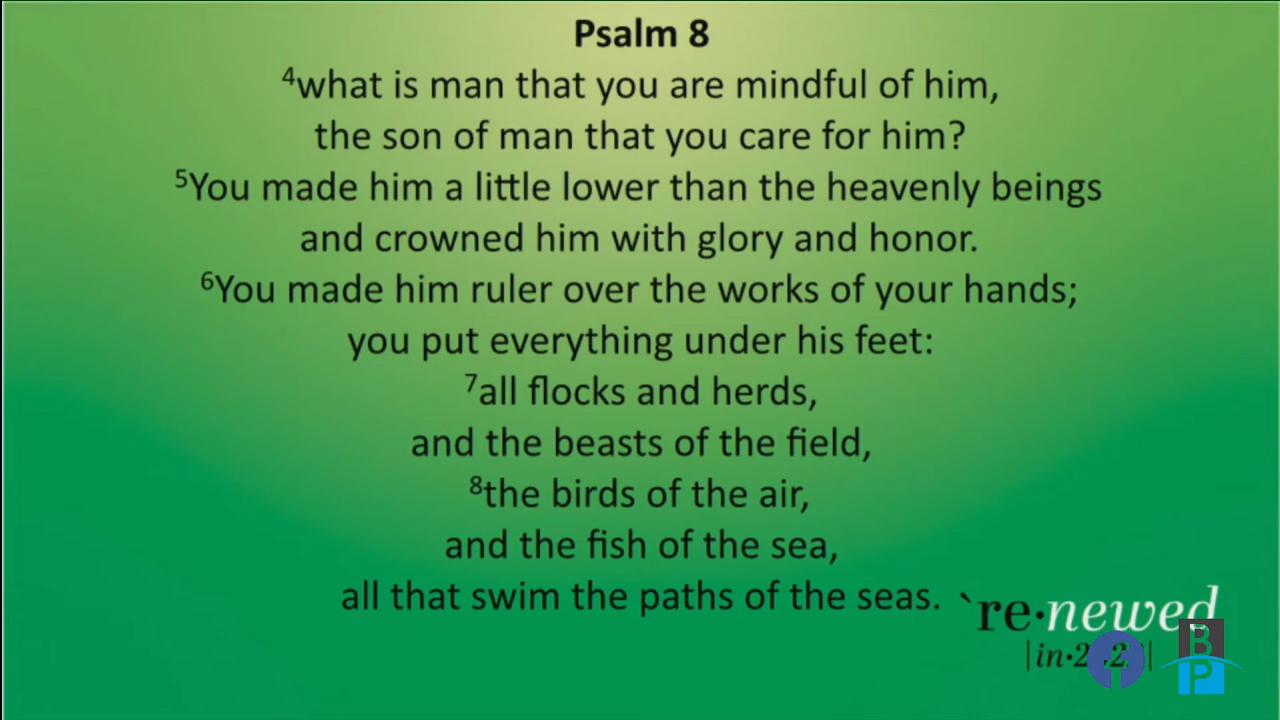 Psalm 8
⁴what is man that you are mindful of him,
the son of man that you care for him?
⁵You made him a little lower than the heavenly beings
and crowned him with glory and honor.
⁶You made him ruler over the works of your hands;
you put everything under his feet:
⁷all flocks and herds,
and the beasts of the field,
⁸the birds of the air,
and the fish of the sea,
all that swim the paths of the seas.
`re·newed
|in·
B
P